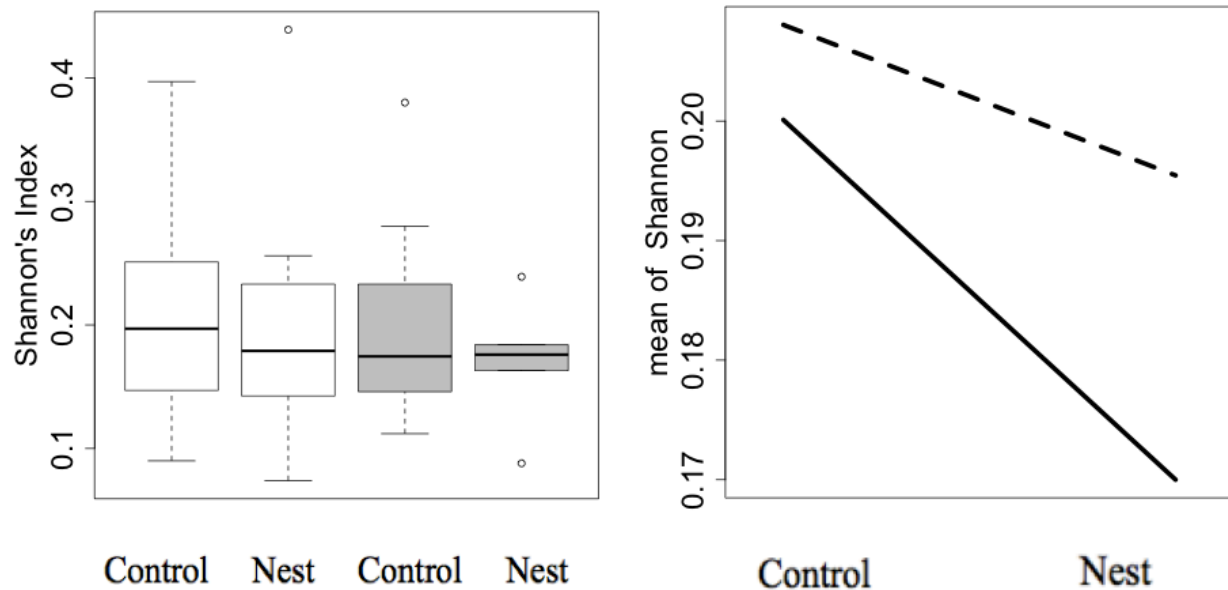 Shannon's Index
0.4
0.3
0.2
0.1
Control Nest Control Nest
mean of Shannon
0.20
0.19
0.18
0.17
Control Nest